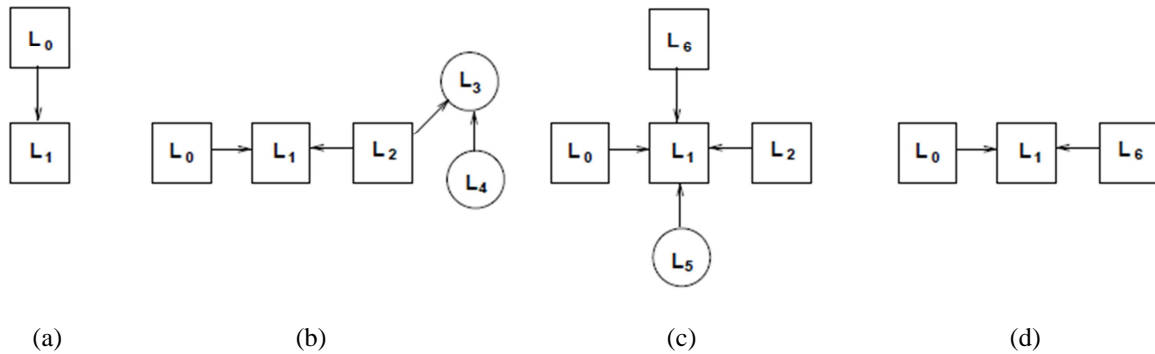 L₀
L₁
(a)
L₀ L₁ L₂ L₃ L₄
(b)
L₆
L₀ L₁ L₂
L₅
(c)
L₀ L₁ L₆
(d)